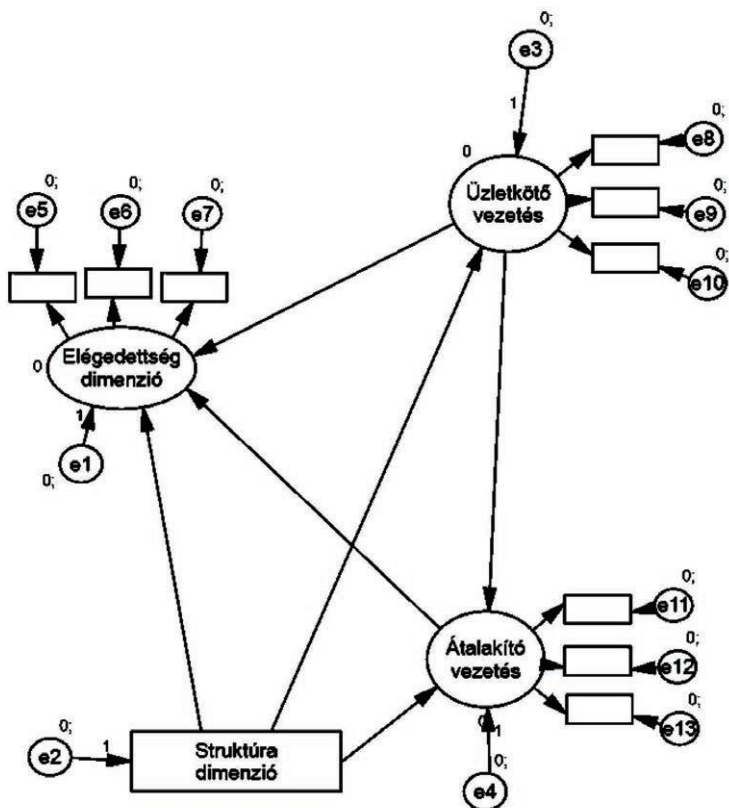 0;
e3
1
0
Üzletkötő
vezetés
0;
e8
0;
e9
0;
e10
0;
e5
0;
e6
0;
e7
0
Elégedettség
dimenzió
1
e1
0;
0;
e11
0;
e12
0;
e13
Átalakító
vezetés
0
1
0;
e4
0;
e2
1
Struktúra
dimenzió